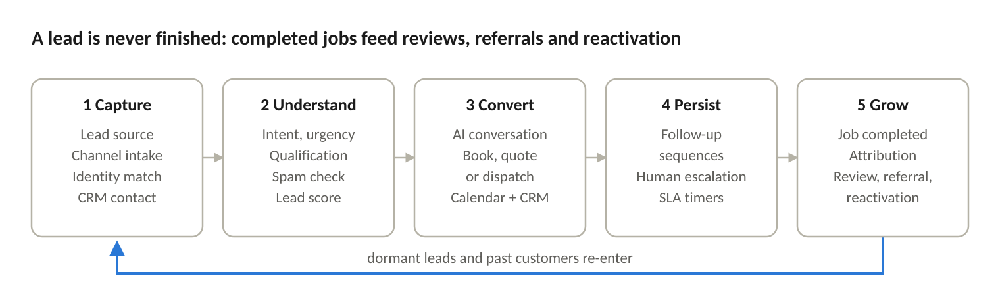 A lead is never finished: completed jobs feed reviews, referrals and reactivation
1 Capture
Lead source
Channel intake
Identity match
CRM contact
2 Understand
Intent, urgency
Qualification
Spam check
Lead score
3 Convert
AI conversation
Book, quote
or dispatch
Calendar + CRM
4 Persist
Follow-up
sequences
Human escalation
SLA timers
5 Grow
Job completed
Attribution
Review, referral,
reactivation
dormant leads and past customers re-enter